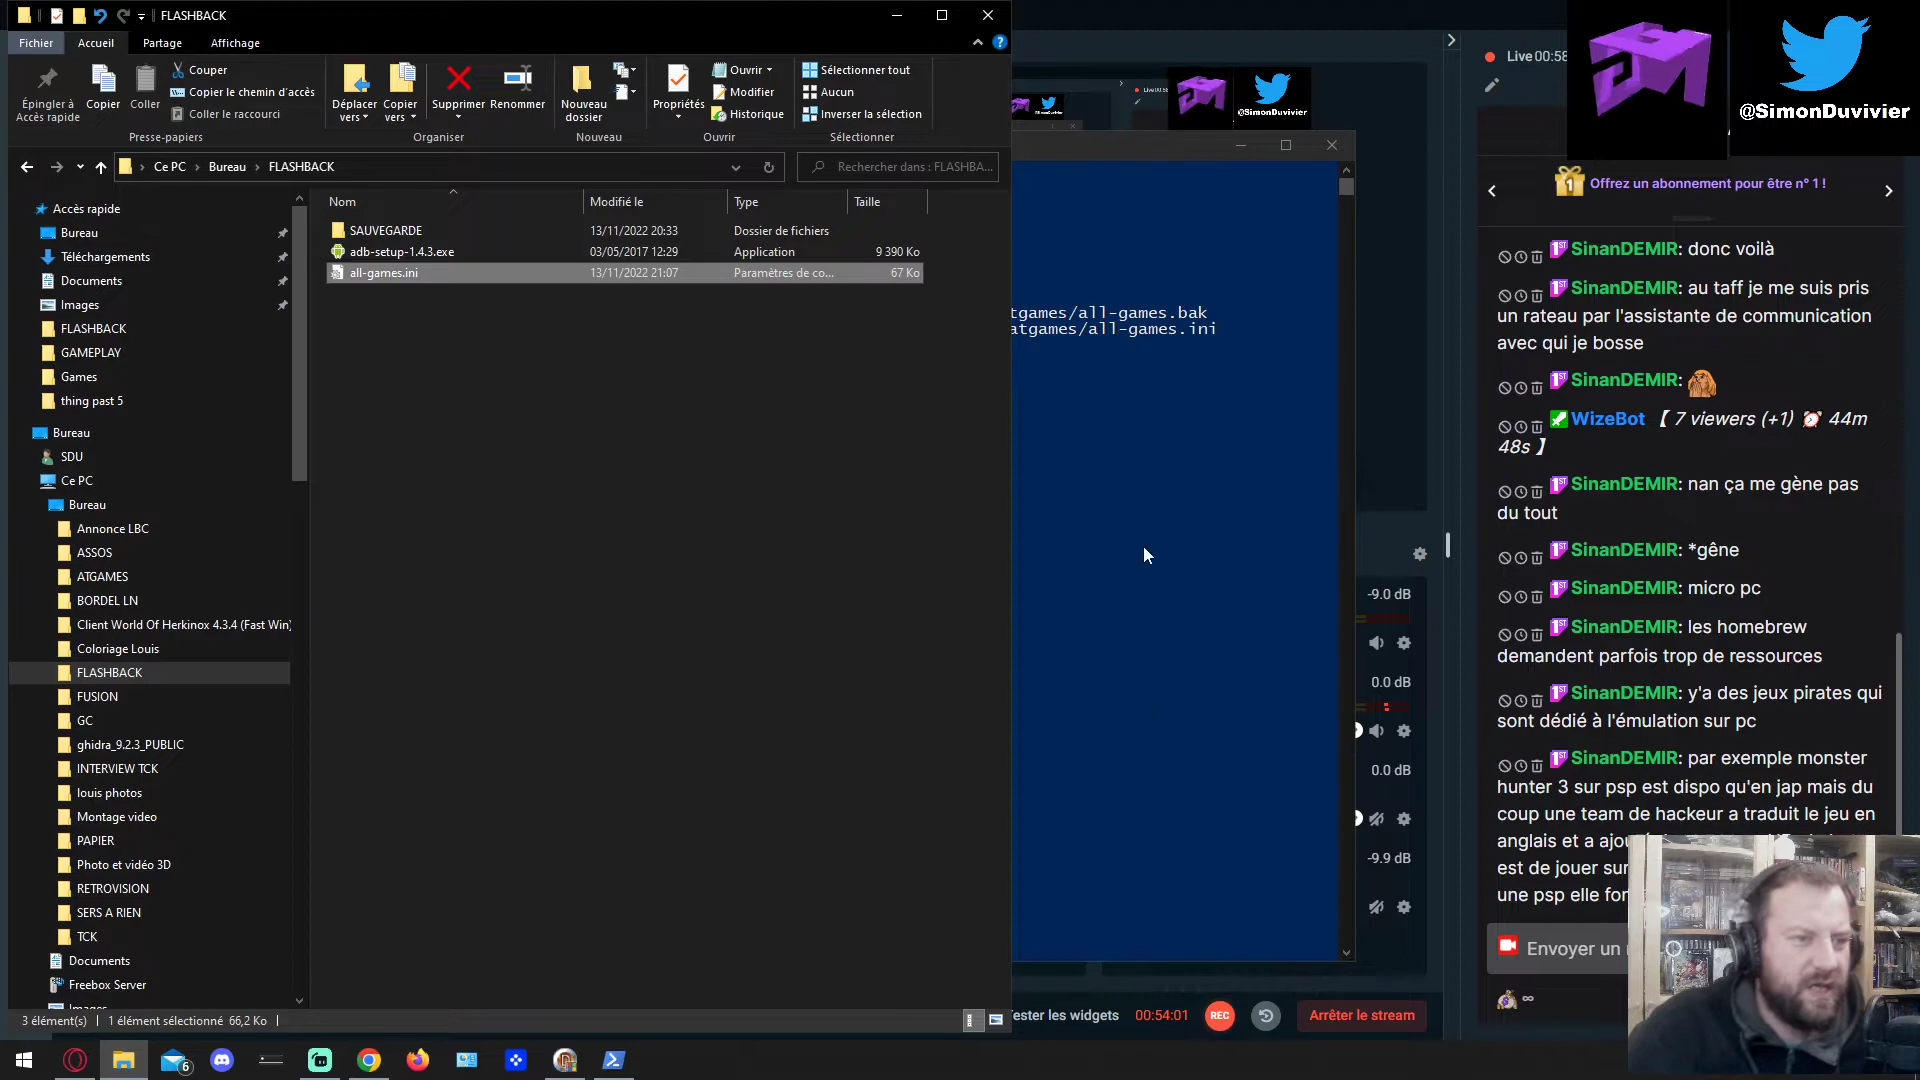 FLASHBACK
Fichier
Accueil
Partage
Affichage
Épingler à
Accès rapide
Copier
Coller
Couper
Copier le chemin d'accès
Coller le raccourci
Presse-papiers
Déplacer
vers
Copier
vers
Supprimer
Renommer
Organiser
Nouveau
dossier
Nouveau
Propriétés
Ouvrir
Modifier
Historique
Ouvrir
Sélectionner tout
Aucun
Inverser la sélection
Sélectionner
Ce PC
Bureau
FLASHBACK
Rechercher dans : FLASHBA...
Nom
Modifié le
Type
Taille
SAUVEGARDE
13/11/2022 20:33
Dossier de fichiers
adb-setup-1.4.3.exe
03/05/2017 12:29
Application
9 390 Ko
all-games.ini
13/11/2022 21:07
Paramètres de co...
67 Ko
Accès rapide
Bureau
Téléchargements
Documents
Images
FLASHBACK
GAMEPLAY
Games
thing past 5
Bureau
SDU
Ce PC
Bureau
Annonce LBC
ASSOS
ATGAMES
BORDEL LN
Client World Of Herkinox 4.3.4 (Fast Win)
Coloriage Louis
FLASHBACK
FUSION
GC
ghidra_9.2.3_PUBLIC
INTERVIEW TCK
louis photos
Montage video
PAPIER
Photo et vidéo 3D
RETROVISION
SERS A RIEN
TCK
Documents
Freebox Server
Images
3 élément(s)
1 élément sélectionné 66,2 Ko
tgames/all-games.bak
atgames/all-games.ini
@SimonDuvivier
-9.0 dB
0.0 dB
0.0 dB
-9.9 dB
Tester les widgets
00:54:01
REC
Arrêter le stream
Live 00:58
@SimonDuvivier
Offrez un abonnement pour être n° 1 !
SinanDEMIR: donc voilà
SinanDEMIR: au taff je me suis pris
un rateau par l'assistante de communication
avec qui je bosse
SinanDEMIR:
WizeBot 【 7 viewers (+1) ⏰ 44m
48s 】
SinanDEMIR: nan ça me gène pas
du tout
SinanDEMIR: *gêne
SinanDEMIR: micro pc
SinanDEMIR: les homebrew
demandent parfois trop de ressources
SinanDEMIR: y'a des jeux pirates qui
sont dédié à l'émulation sur pc
SinanDEMIR: par exemple monster
hunter 3 sur psp est dispo qu'en jap mais du
coup une team de hackeur a traduit le jeu en
anglais et a ajou
est de jouer sur
une psp elle for
Envoyer un
∞
6